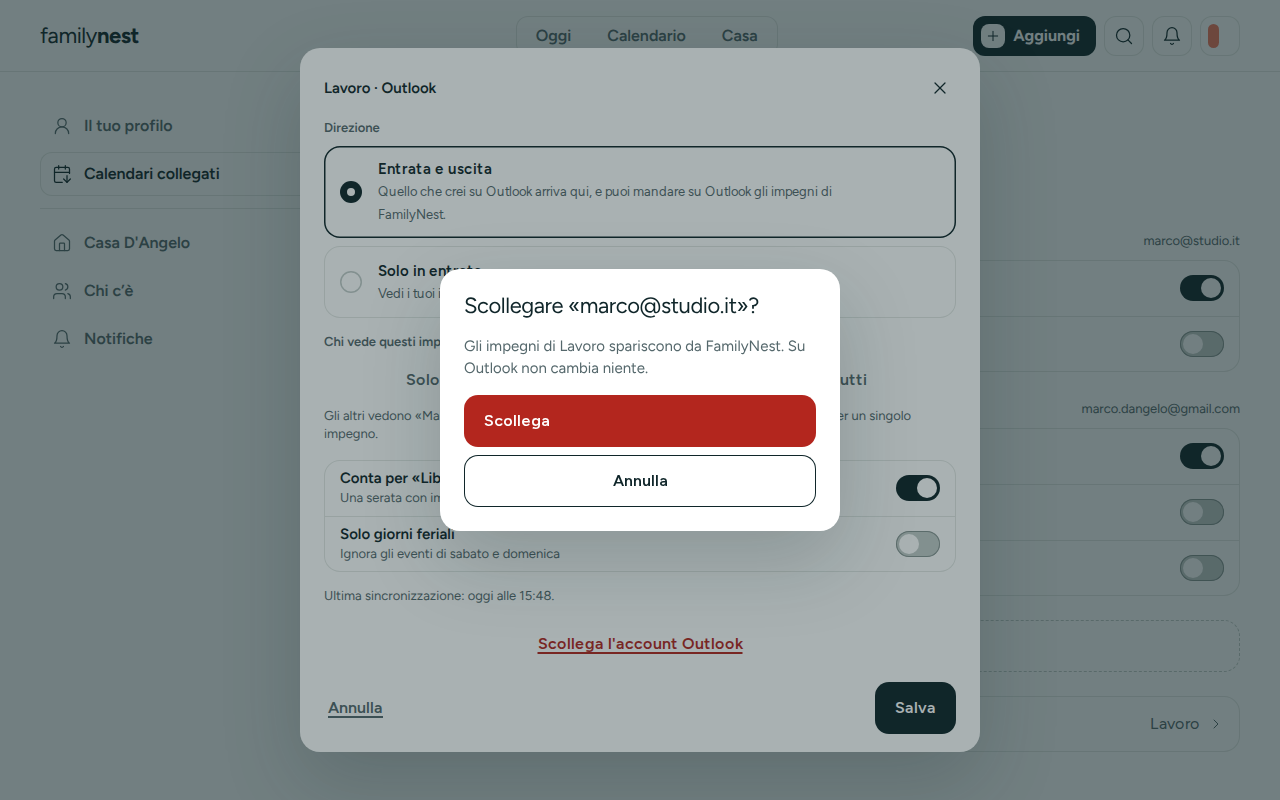 familynest
Oggi
Calendario
Casa
Aggiungi
Il tuo profilo
Calendari collegati
Casa D'Angelo
Chi c'è
Notifiche
Lavoro · Outlook
Direzione
Entrata e uscita
Quello che crei su Outlook arriva qui, e puoi mandare su Outlook gli impegni di
FamilyNest.
Solo in entrata
Vedi i tuoi
Chi vede questi
Solo
utti
Gli altri vedono
un singolo
impegno.
Scollegare «marco@studio.it»?
Gli impegni di Lavoro spariscono da FamilyNest. Su
Outlook non cambia niente.
Scollega
Annulla
Conta per
Una serata con
Solo giorni feriali
Ignora gli eventi di sabato e domenica
Ultima sincronizzazione: oggi alle 15:48.
Scollega l'account Outlook
Annulla
Salva
marco@studio.it
marco.dangelo@gmail.com
Lavoro